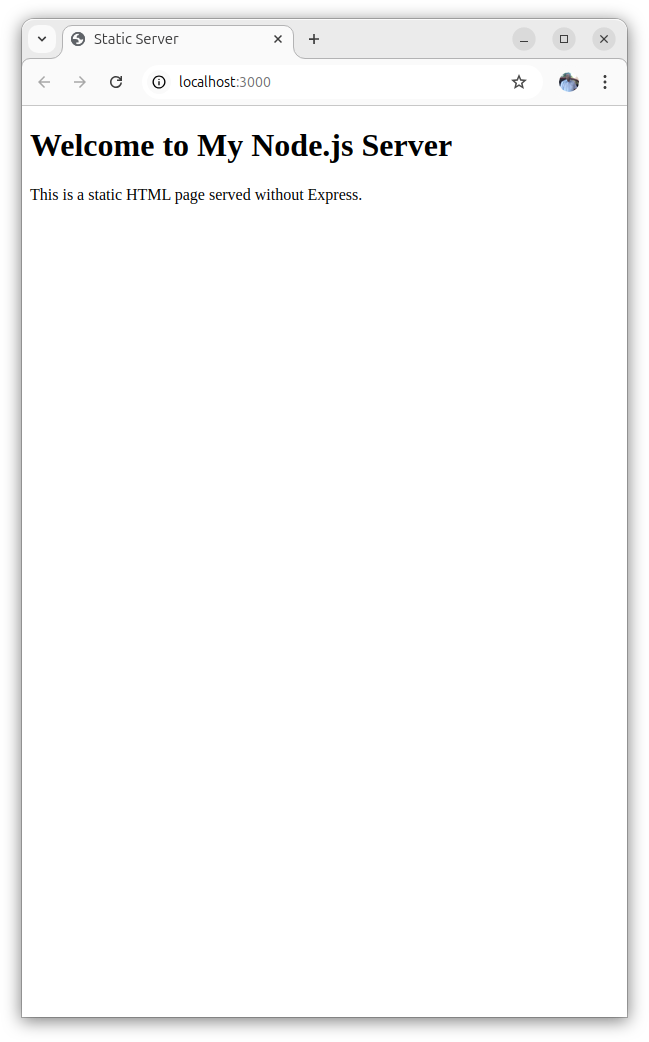 Static Server
localhost:3000
Welcome to My Node.js Server
This is a static HTML page served without Express.